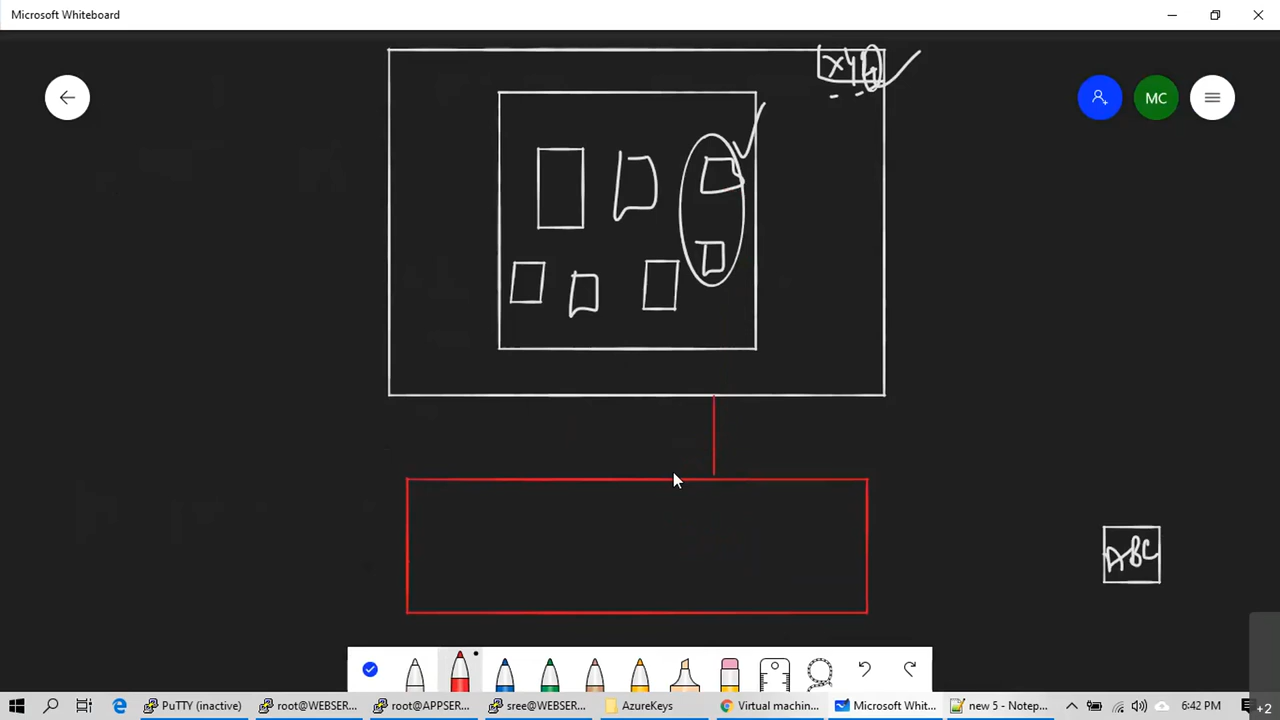 Microsoft Whiteboard
MC
ABC
PuTTY (inactive)
root@WEBSER...
root@APPSER...
sree@WEBSER...
AzureKeys
Virtual machin...
Microsoft Whit...
new 5 - Notep...
6:42 PM
+2